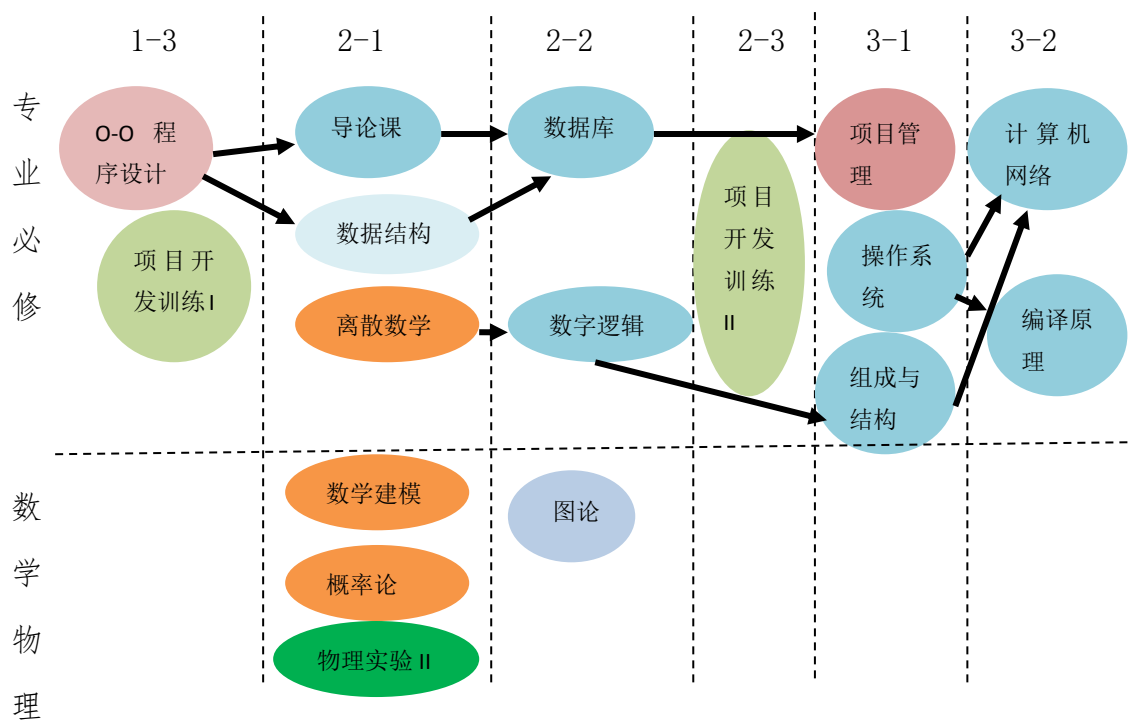 1-3
2-1
2-2
2-3
3-1
3-2
专
业
必
修
O-O 程
序设计
项目开
发训练I
导论课
数据结构
离散数学
数据库
数字逻辑
项目
开发
训练
II
项目管
理
操作系
统
组成与
结构
计算机
网络
编译原
理
数
学
物
理
数学建模
概率论
物理实验 II
图论